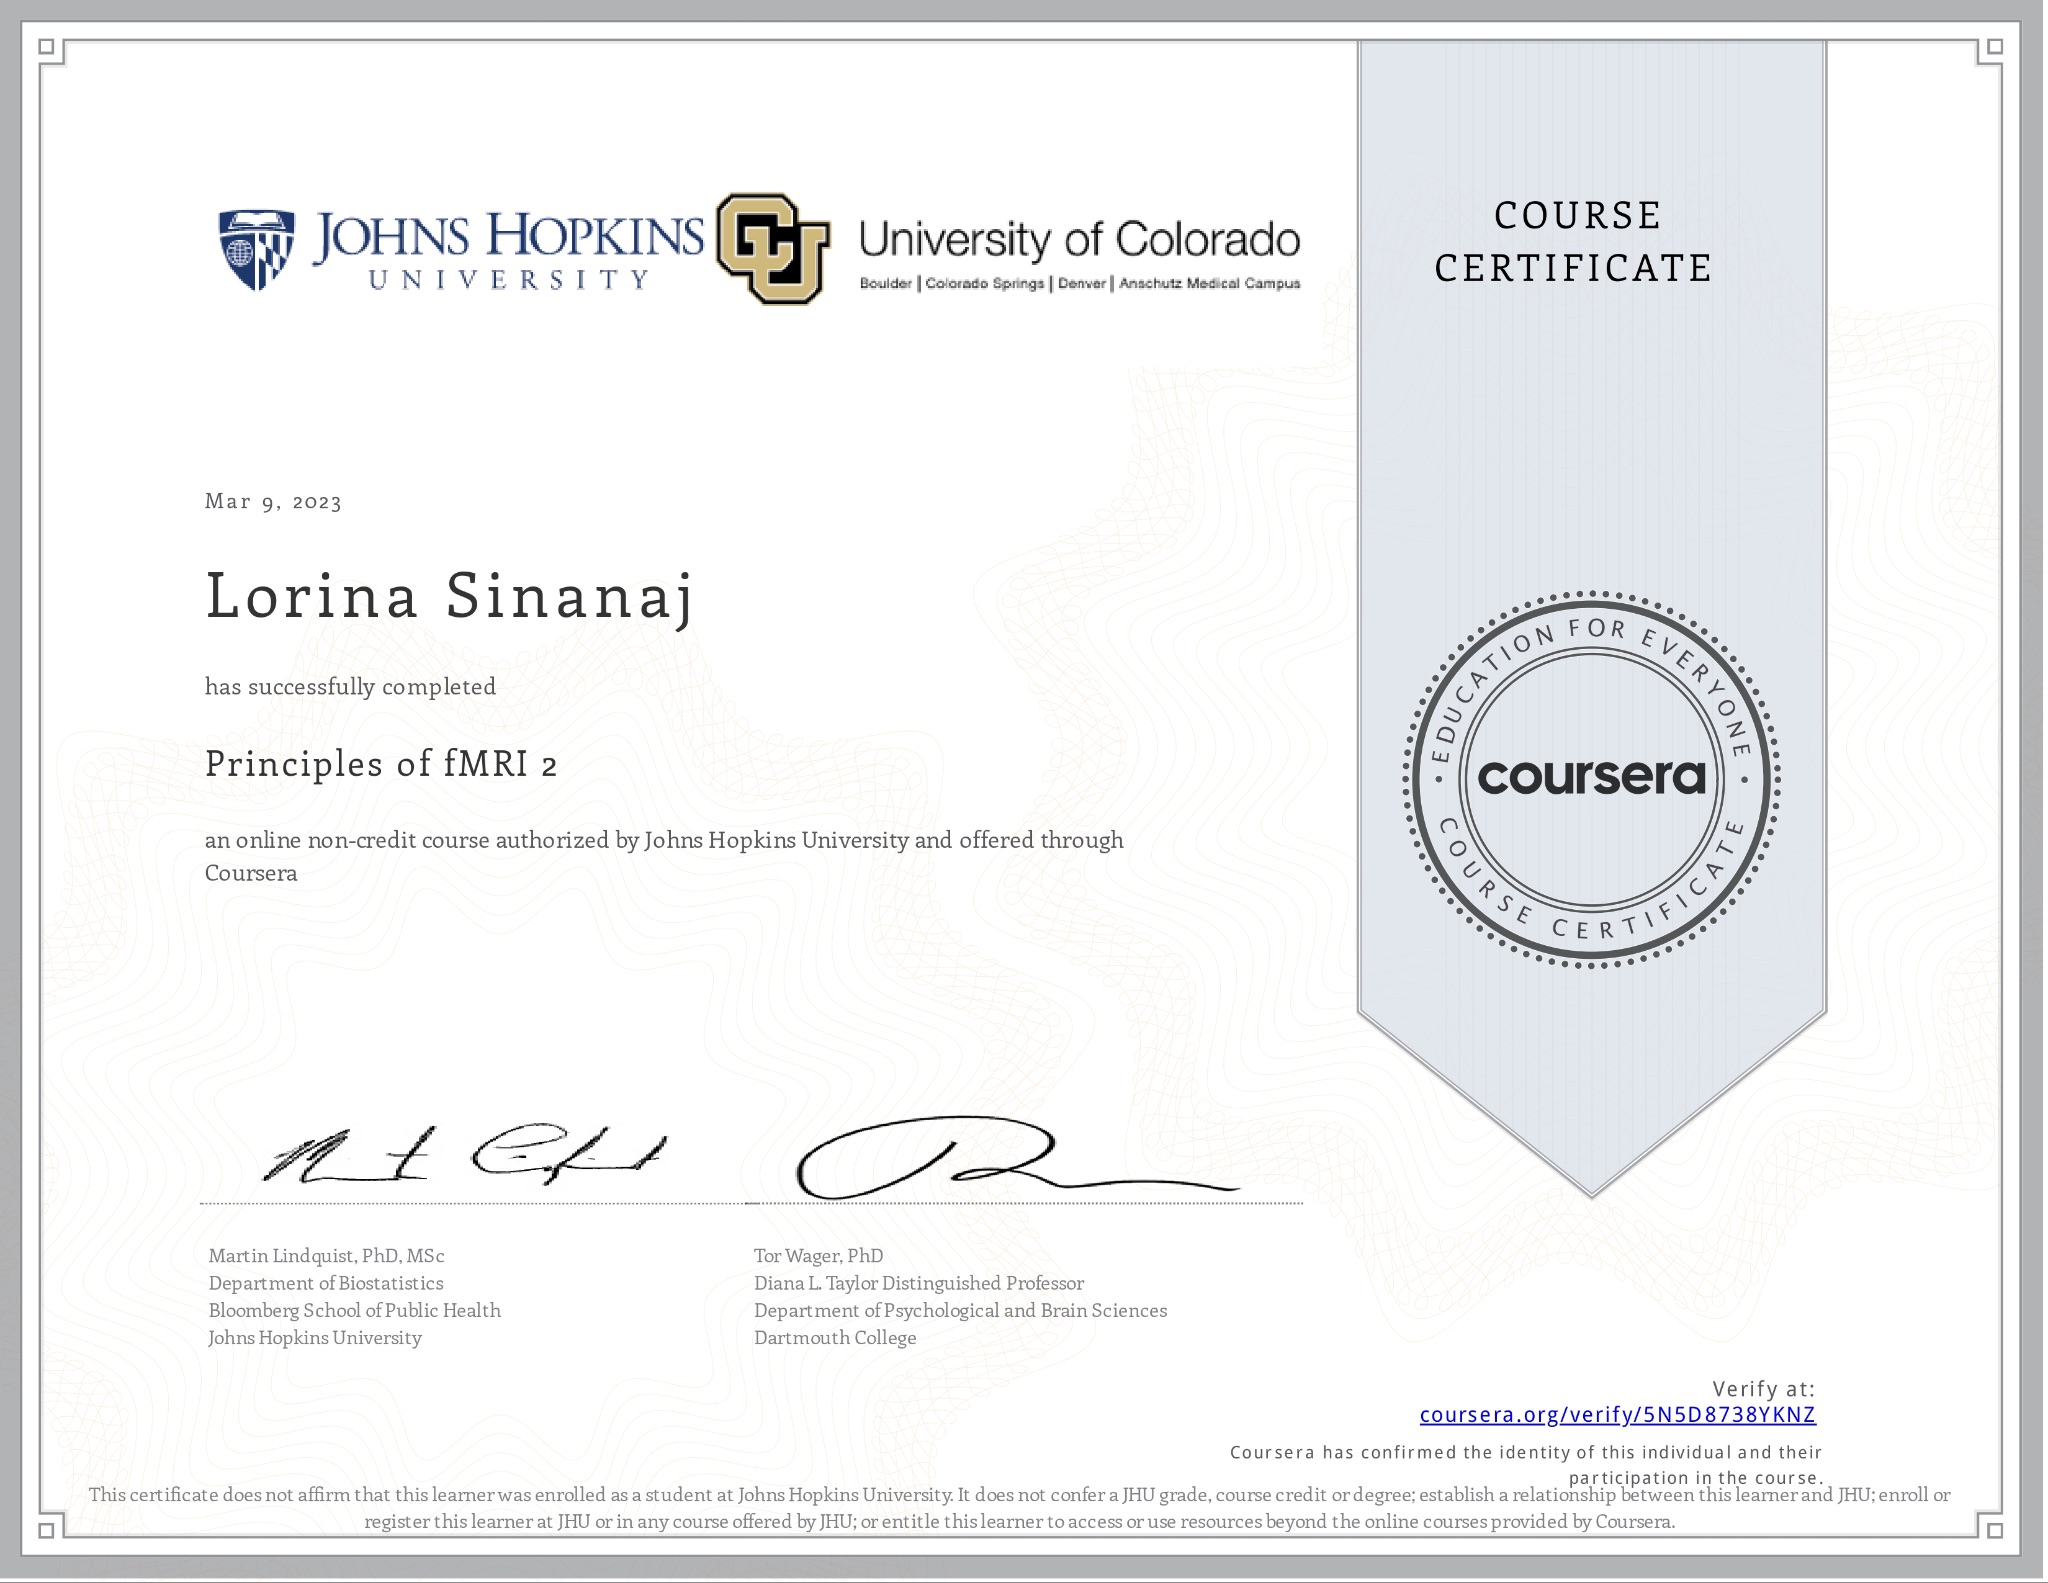 JOHNS HOPKINS
UNIVERSITY
CU
University of Colorado
Boulder | Colorado Springs | Denver | Anschutz Medical Campus
COURSE
CERTIFICATE
Mar 9, 2023
Lorina Sinanaj
has successfully completed
Principles of fMRI 2
an online non-credit course authorized by Johns Hopkins University and offered through
Coursera
EDUCATION FOR EVERYONE
coursera
COURSE CERTIFICATE
Martin Lindquist, PhD, MSc
Department of Biostatistics
Bloomberg School of Public Health
Johns Hopkins University
Tor Wager, PhD
Diana L. Taylor Distinguished Professor
Department of Psychological and Brain Sciences
Dartmouth College
Verify at:
coursera.org/verify/5N5D8738YKNZ
Coursera has confirmed the identity of this individual and their
participation in the course.
This certificate does not affirm that this learner was enrolled as a student at Johns Hopkins University. It does not confer a JHU grade, course credit or degree; establish a relationship between this learner and JHU; enroll or
register this learner at JHU or in any course offered by JHU; or entitle this learner to access or use resources beyond the online courses provided by Coursera.